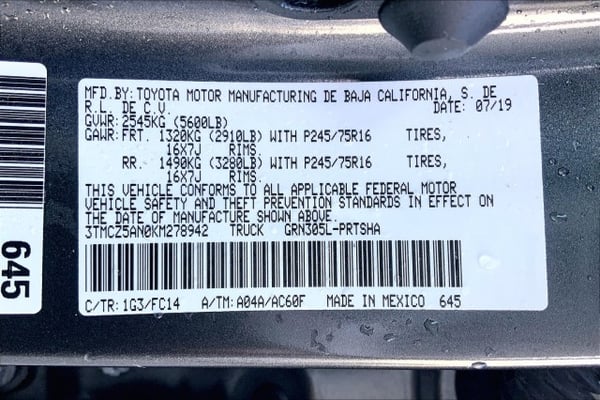 MFD.BY: TOYOTA MOTOR MANUFACTURING DE BAJA CALIFORNIA, S. DE
R.L. DE C.V. DATE: 07/19
GVWR: 2545KG (5600LB)
GAWR: FRT. 1320KG (2910LB) WITH P245/75R16 TIRES,
16X7J RIMS.
RR. 1490KG (3280LB) WITH P245/75R16 TIRES,
16X7J RIMS.
THIS VEHICLE CONFORMS TO ALL APPLICABLE FEDERAL MOTOR
VEHICLE SAFETY AND THEFT PREVENTION STANDARDS IN EFFECT ON
THE DATE OF MANUFACTURE SHOWN ABOVE.
3TMCZ5AN0KM278942 TRUCK GRN305L-PRTSHA
C/TR: 1G3/FC14 A/TM: A04A/AC60F MADE IN MEXICO 645
645